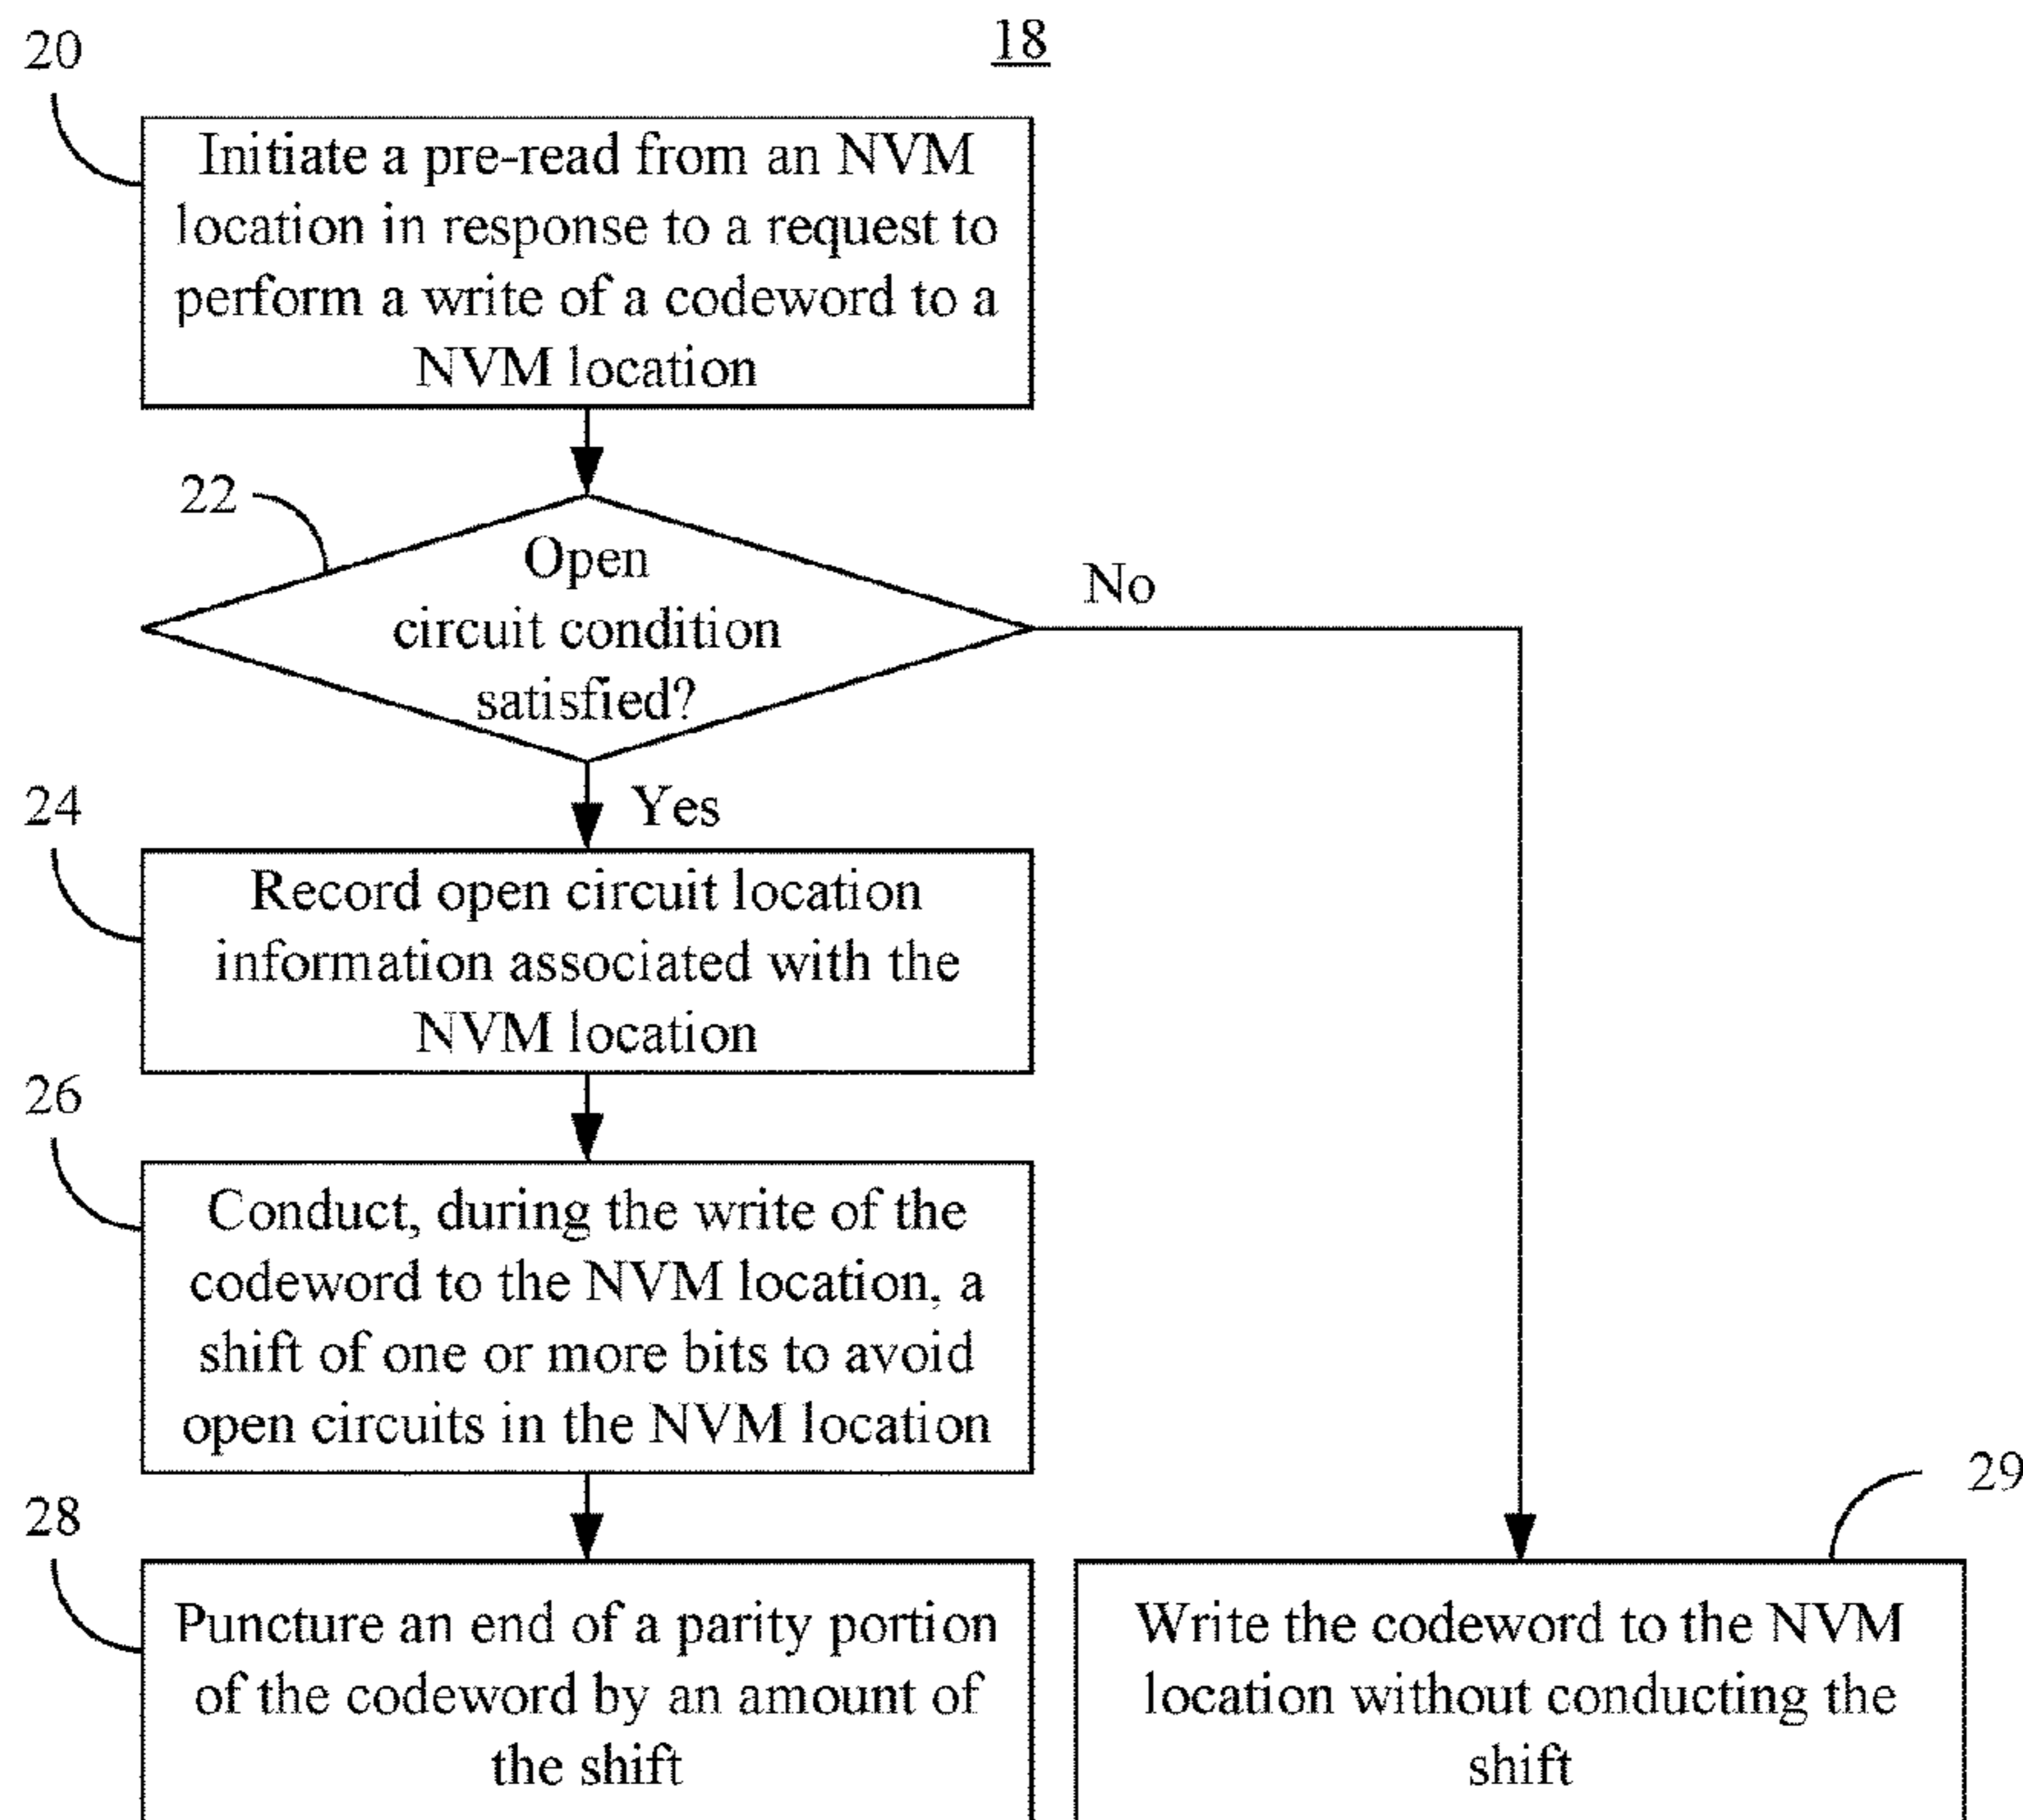 18
20
Initiate a pre-read from an NVM
location in response to a request to
perform a write of a codeword to a
NVM location
22
Open
circuit condition
satisfied?
No
Yes
24
Record open circuit location
information associated with the
NVM location
26
Conduct, during the write of the
codeword to the NVM location, a
shift of one or more bits to avoid
open circuits in the NVM location
28
Puncture an end of a parity portion
of the codeword by an amount of
the shift
29
Write the codeword to the NVM
location without conducting the
shift